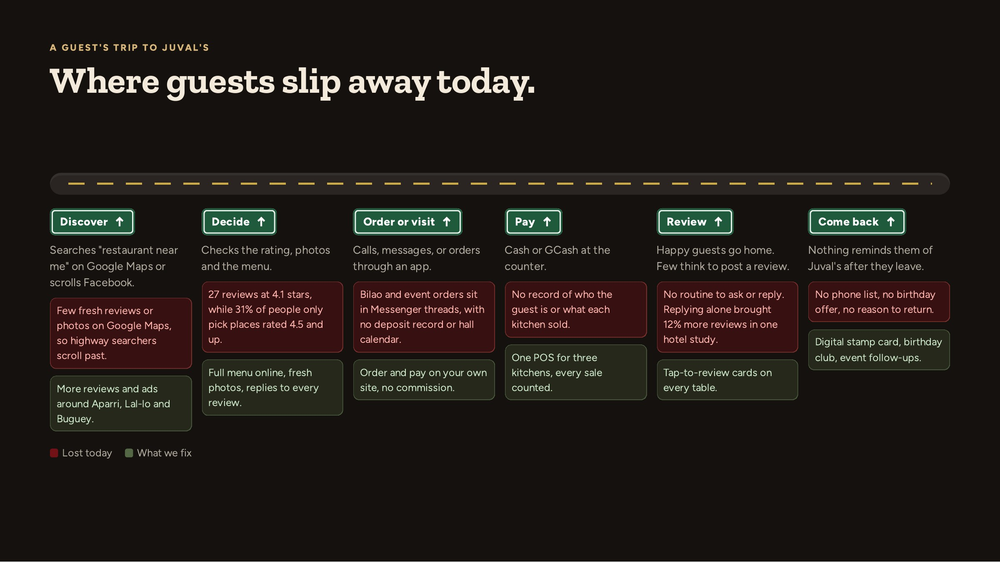 A GUEST'S TRIP TO JUVAL'S
Where guests slip away today.
Discover ↑
Searches "restaurant near
me" on Google Maps or
scrolls Facebook.
Few fresh reviews or
photos on Google Maps,
so highway searchers
scroll past.
More reviews and ads
around Aparri, Lal-lo and
Buguey.
Decide ↑
Checks the rating, photos
and the menu.
27 reviews at 4.1 stars,
while 31% of people only
pick places rated 4.5 and
up.
Full menu online, fresh
photos, replies to every
review.
Order or visit ↑
Calls, messages, or orders
through an app.
Bilao and event orders sit
in Messenger threads, with
no deposit record or hall
calendar.
Order and pay on your own
site, no commission.
Pay ↑
Cash or GCash at the
counter.
No record of who the
guest is or what each
kitchen sold.
One POS for three
kitchens, every sale
counted.
Review ↑
Happy guests go home.
Few think to post a review.
No routine to ask or reply.
Replying alone brought
12% more reviews in one
hotel study.
Tap-to-review cards on
every table.
Come back ↑
Nothing reminds them of
Juval's after they leave.
No phone list, no birthday
offer, no reason to return.
Digital stamp card, birthday
club, event follow-ups.
Lost today
What we fix